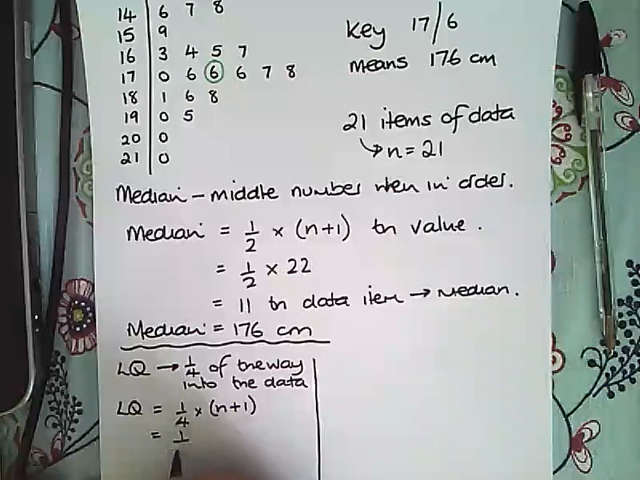 14 | 6 7 8
15 | 9
16 | 3 4 5 7
17 | 0 6 6 6 7 8
18 | 1 6 8
19 | 0 5
20 | 0
21 | 0
Key 17/6
means 176 cm
21 items of data
↳ n = 21
Median – middle number when in order.
Median = 1/2 × (n+1) th value.
= 1/2 × 22
= 11 th data item → Median.
Median = 176 cm
LQ → 1/4 of the way
into the data
LQ = 1/4 × (n+1)
= 1